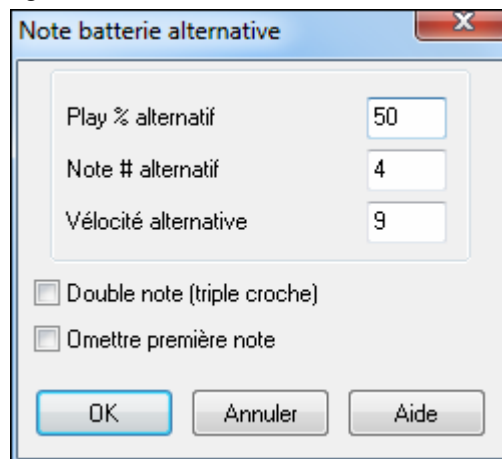 Note batterie alternative
Play % alternatif 50
Note # alternatif 4
Vélocité alternative 9
Double note (triple croche)
Omettre première note
OK Annuler Aide